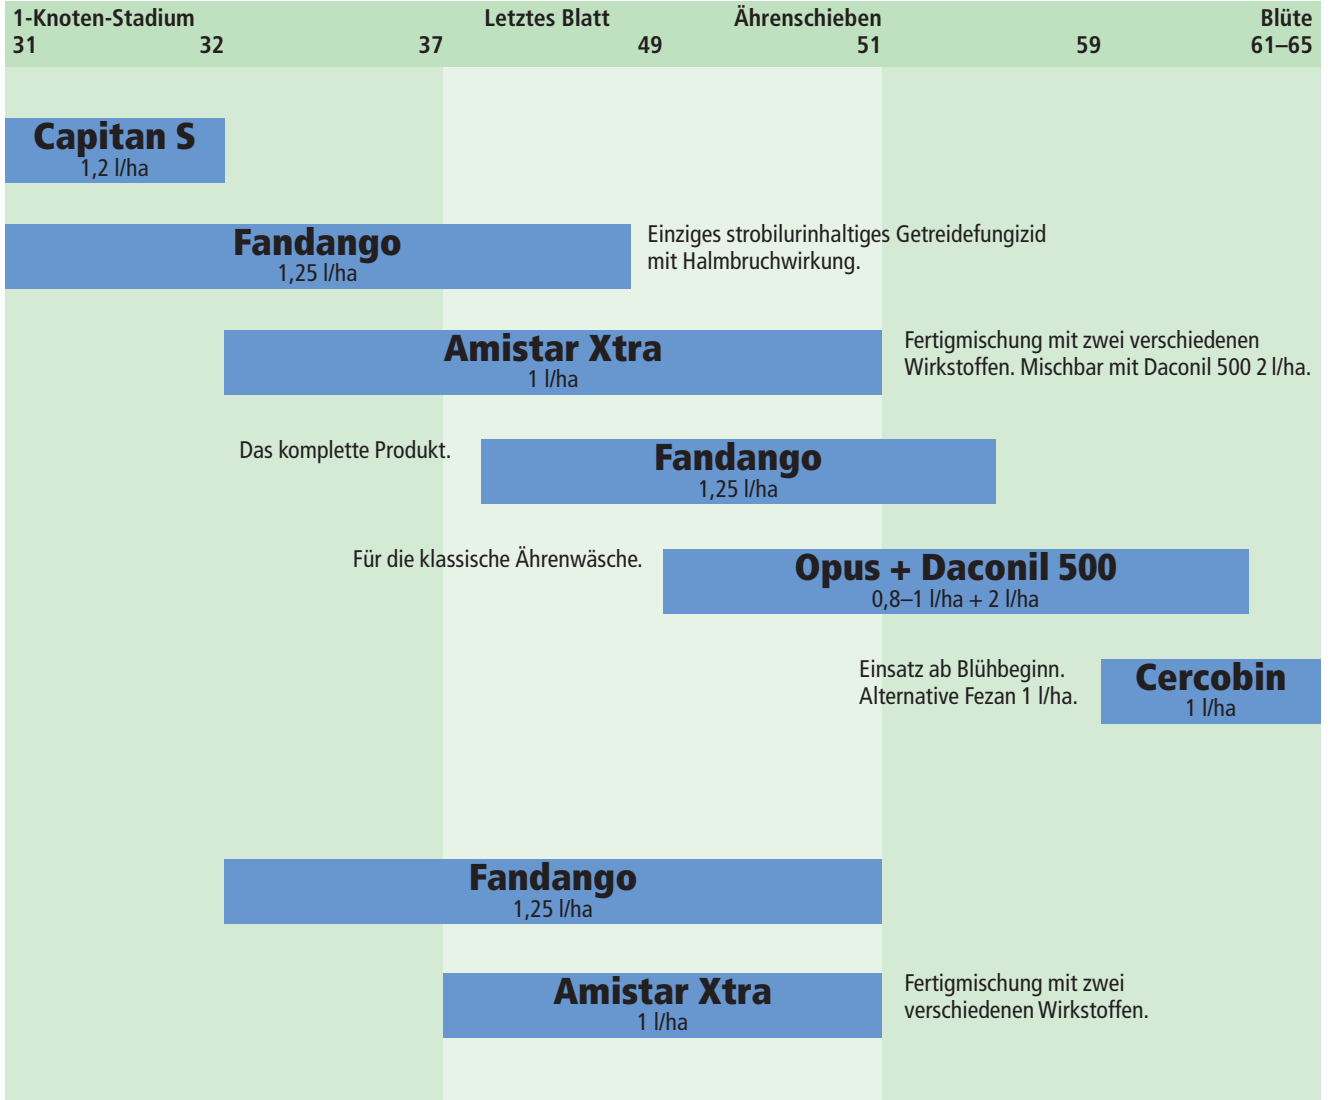 1-Knoten-Stadium Letztes Blatt Ährenschieben Blüte
31 32 37 49 51 59 61–65
Capitan S
1,2 l/ha
Fandango
1,25 l/ha
Einziges strobilurinhaltiges Getreidefungizid
mit Halmbruchwirkung.
Amistar Xtra
1 l/ha
Fertigmischung mit zwei verschiedenen
Wirkstoffen. Mischbar mit Daconil 500 2 l/ha.
Das komplette Produkt.
Fandango
1,25 l/ha
Für die klassische Ährenwäsche.
Opus + Daconil 500
0,8–1 l/ha + 2 l/ha
Einsatz ab Blühbeginn.
Alternative Fezan 1 l/ha.
Cercobin
1 l/ha
Fandango
1,25 l/ha
Amistar Xtra
1 l/ha
Fertigmischung mit zwei
verschiedenen Wirkstoffen.